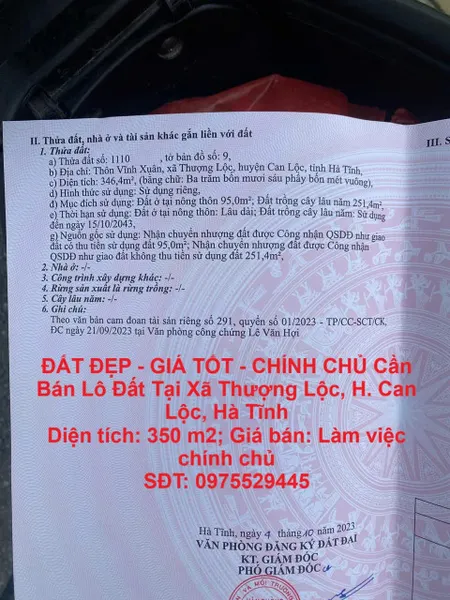 II. Thửa đất, nhà ở và tài sản khác gắn liền với đất
1. Thửa đất:
a) Thửa đất số: 1110 , tờ bản đồ số: 9,
b) Địa chỉ: Thôn Vĩnh Xuân, xã Thượng Lộc, huyện Can Lộc, tỉnh Hà Tĩnh,
c) Diện tích: 346,4m², (bằng chữ: Ba trăm bốn mươi sáu phẩy bốn mét vuông),
d) Hình thức sử dụng: Sử dụng riêng,
đ) Mục đích sử dụng: Đất ở tại nông thôn 95,0m²; Đất trồng cây lâu năm 251,4m²,
e) Thời hạn sử dụng: Đất ở tại nông thôn: Lâu dài; Đất trồng cây lâu năm: Sử dụng
đến ngày 15/10/2043,
g) Nguồn gốc sử dụng: Nhận chuyển nhượng đất được Công nhận QSDĐ như giao
đất có thu tiền sử dụng đất 95,0m²; Nhận chuyển nhượng đất được Công nhận
QSDĐ như giao đất không thu tiền sử dụng đất 251,4m²,
2. Nhà ở: -/-
3. Công trình xây dựng khác: -/-
4. Rừng sản xuất là rừng trồng: -/-
5. Cây lâu năm: -/-
6. Ghi chú:
Theo văn bản cam đoan tài sản riêng số 291, quyển số 01/2023 - TP/CC-SCT/CK,
ĐC ngày 21/09/2023 tại Văn phòng công chứng Lê Văn Hợi
III. S
ĐẤT ĐẸP - GIÁ TỐT - CHÍNH CHỦ Cần
Bán Lô Đất Tại Xã Thượng Lộc, H. Can
Lộc, Hà Tĩnh
Diện tích: 350 m2; Giá bán: Làm việc
chính chủ
SĐT: 0975529445
Hà Tĩnh, ngày 4 tháng 10 năm 2023
VĂN PHÒNG ĐĂNG KÝ ĐẤT ĐAI
KT. GIÁM ĐỐC
PHÓ GIÁM ĐỐC